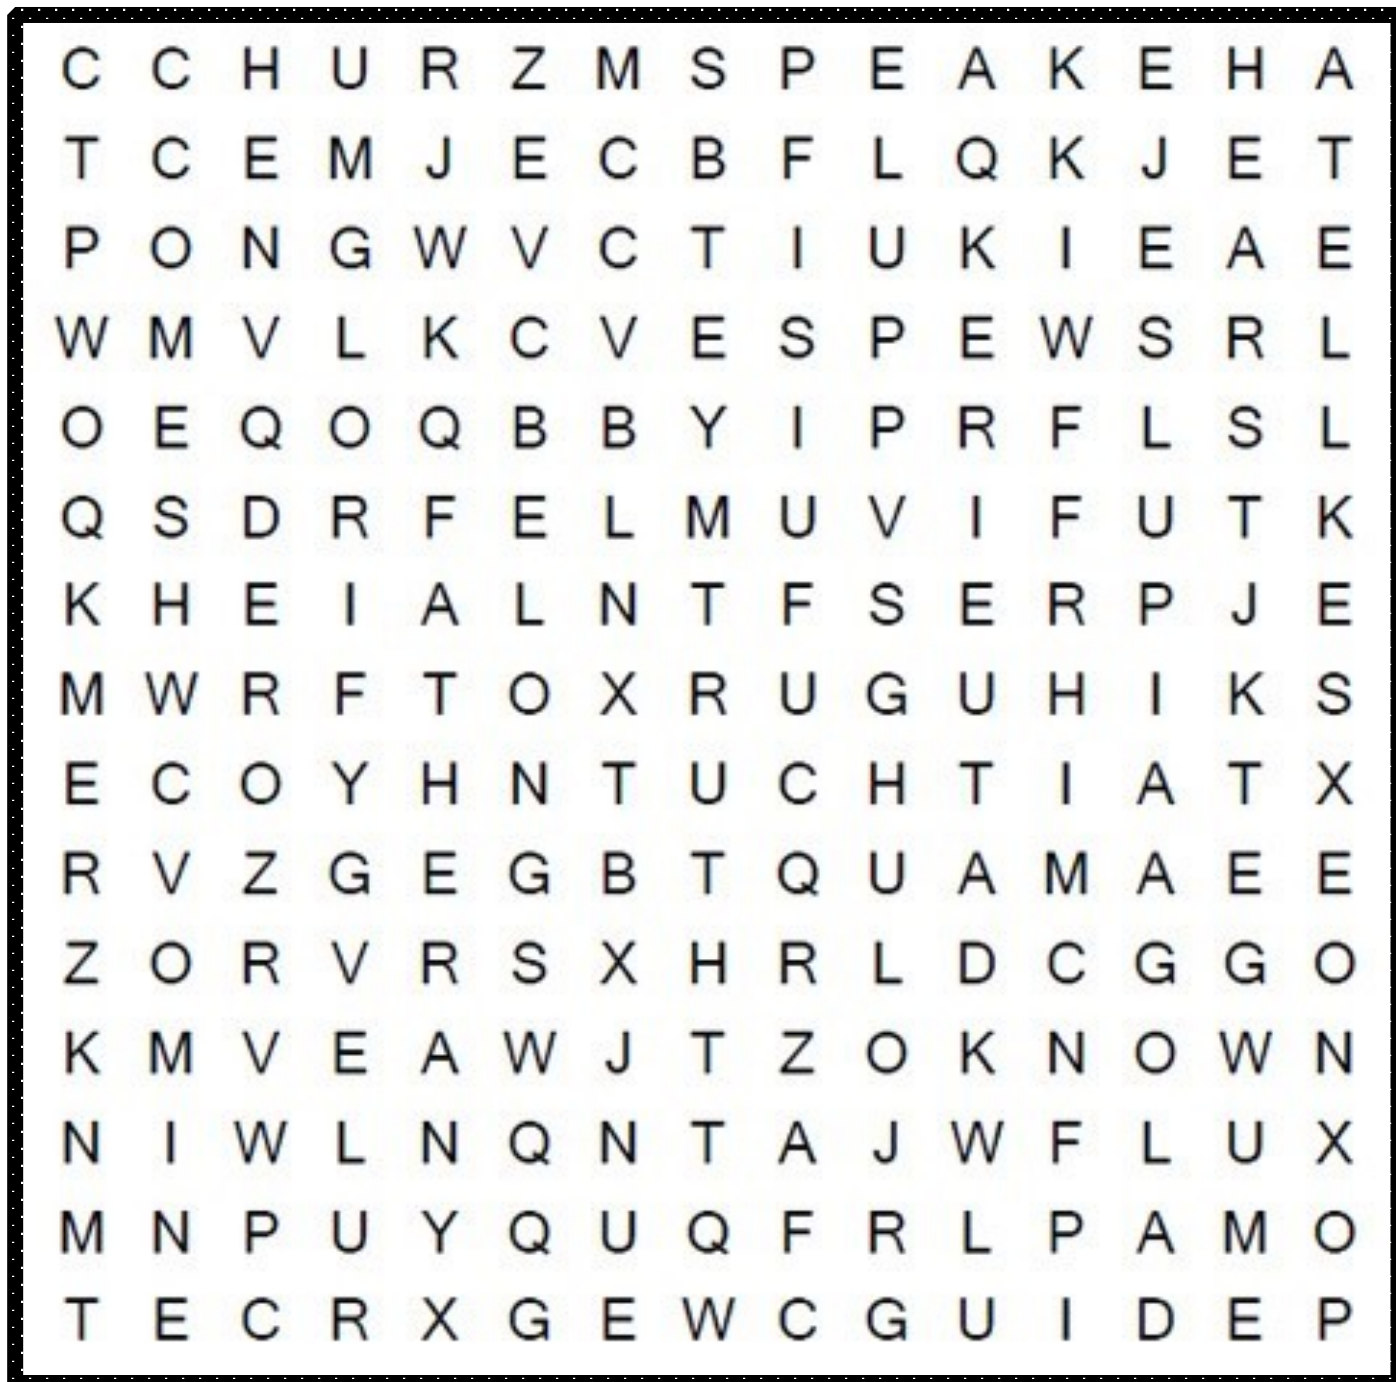 C C H U R Z M S P E A K E H A
T C E M J E C B F L Q K J E T
P O N G W V C T I U K I E A E
W M V L K C V E S P E W S R L
O E Q O Q B B Y I P R F L S L
Q S D R F E L M U V I F U T K
K H E I A L N T F S E R P J E
M W R F T O X R U G U H I K S
E C O Y H N T U C H T I A T X
R V Z G E G B T Q U A M A E E
Z O R V R S X H R L D C G G O
K M V E A W J T Z O K N O W N
N I W L N Q N T A J W F L U X
M N P U Y Q U Q F R L P A M O
T E C R X G E W C G U I D E P